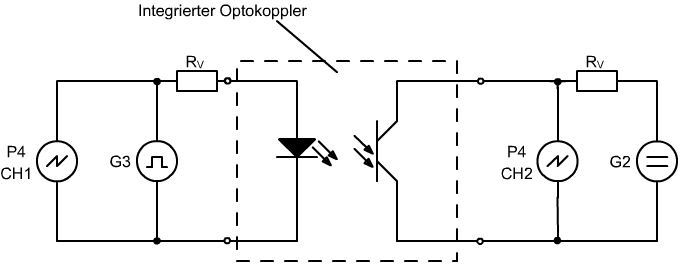 Integrierter Optokoppler
RV
RV
P4
CH1
G3
P4
CH2
G2